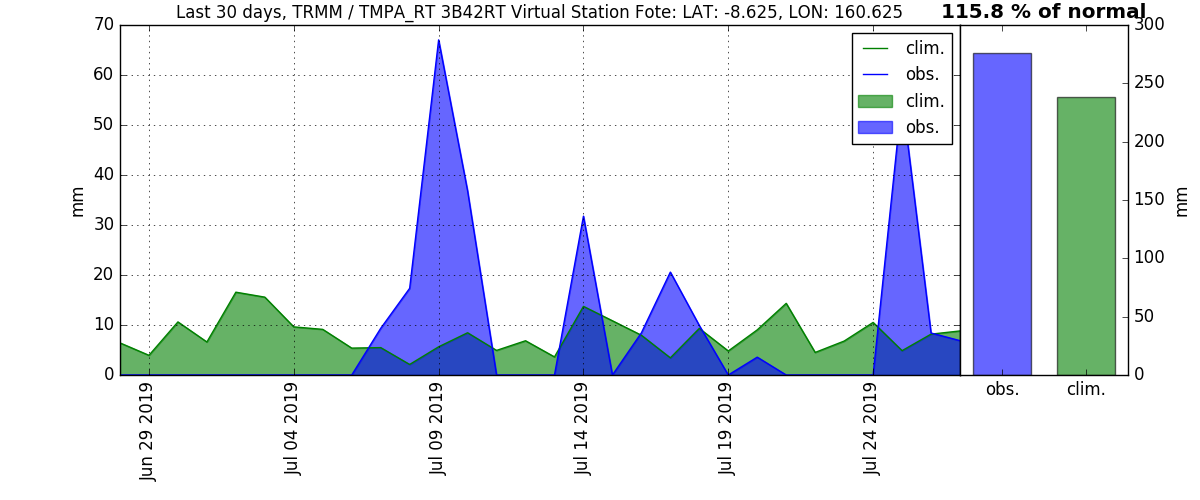 Last 30 days, TRMM / TMPA_RT 3B42RT Virtual Station Fote: LAT: -8.625, LON: 160.625
115.8 % of normal
70
60
50
40
30
20
10
0
mm
clim.
obs.
clim.
obs.
Jun 29 2019
Jul 04 2019
Jul 09 2019
Jul 14 2019
Jul 19 2019
Jul 24 2019
300
250
200
150
100
50
0
mm
obs.
clim.